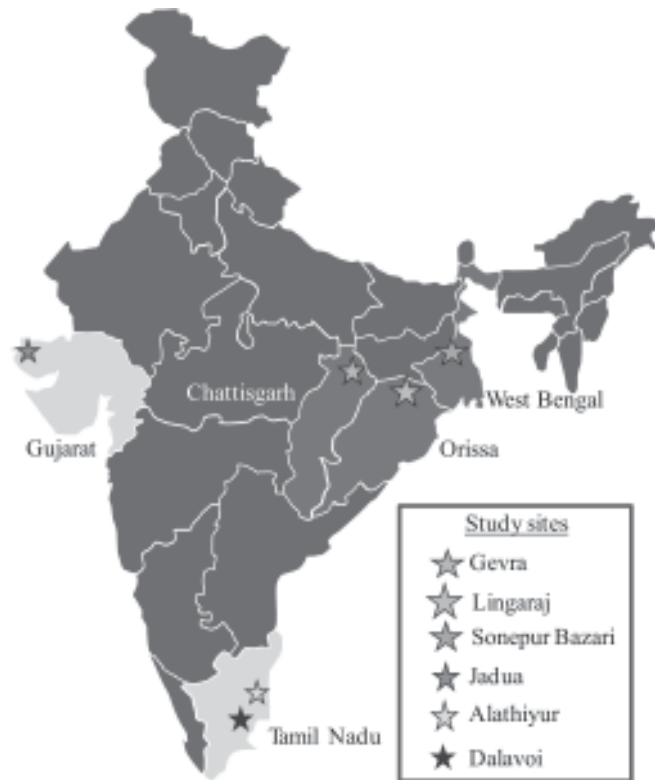 Chattisgarh
West Bengal
Gujarat
Orissa
Study sites
Gevra
Lingaraj
Sonepur Bazari
Jadua
Alathiyur
Tamil Nadu
Dalavoi